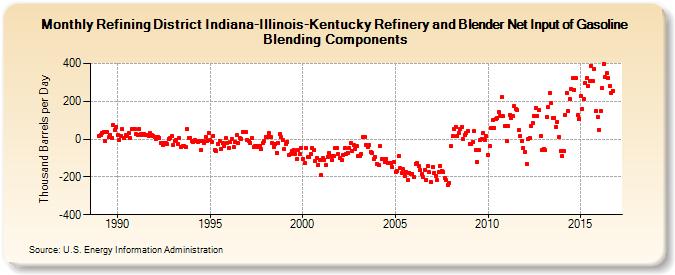 Monthly Refining District Indiana-Illinois-Kentucky Refinery and Blender Net Input of Gasoline
Blending Components
Thousand Barrels per Day
400
200
0
-200
-400
1990
1995
2000
2005
2010
2015
Source: U.S. Energy Information Administration